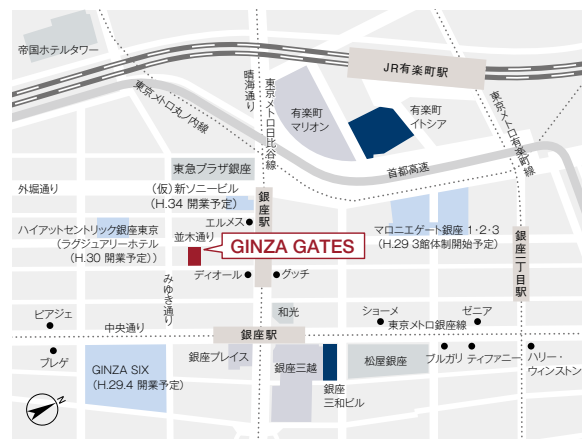 帝国ホテルタワー
JR有楽町駅
晴海通り
東京メトロ日比谷線
東京メトロ丸ノ内線
有楽町
マリオン
有楽町
イトシア
東京メトロ有楽町線
首都高速
東急プラザ銀座
外堀通り
(仮)新ソニービル
(H.34 開業予定)
銀座駅
エルメス
ハイアットセントリック銀座東京
(ラグジュアリーホテル
(H.30 開業予定))
並木通り
GINZA GATES
マロニエゲート銀座 1・2・3
(H.29 3館体制開始予定)
銀座一丁目駅
みゆき通り
ディオール
グッチ
ピアジェ
和光
ショーメ
ゼニア
中央通り
銀座駅
東京メトロ銀座線
ブレゲ
GINZA SIX
(H.29.4 開業予定)
銀座プレイス
銀座三越
銀座
三和ビル
松屋銀座
ブルガリ
ティファニー
ハリー・
ウィンストン
N